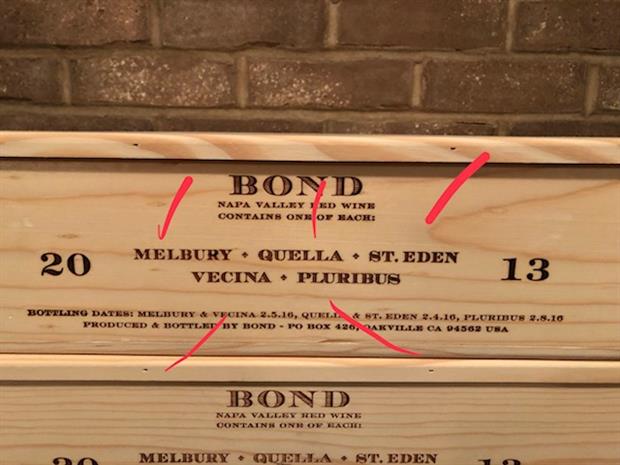 BOND
NAPA VALLEY RED WINE
CONTAINS ONE OF EACH:
20 MELBURY • QUELLA • ST. EDEN 13
VECINA • PLURIBUS
BOTTLING DATES: MELBURY & VECINA 2.5.16, QUELLA & ST. EDEN 2.4.16, PLURIBUS 2.8.16
PRODUCED & BOTTLED BY BOND - PO BOX 426, OAKVILLE CA 94562 USA
BOND
NAPA VALLEY RED WINE
CONTAINS ONE OF EACH:
20 MELBURY • QUELLA • ST. EDEN 13